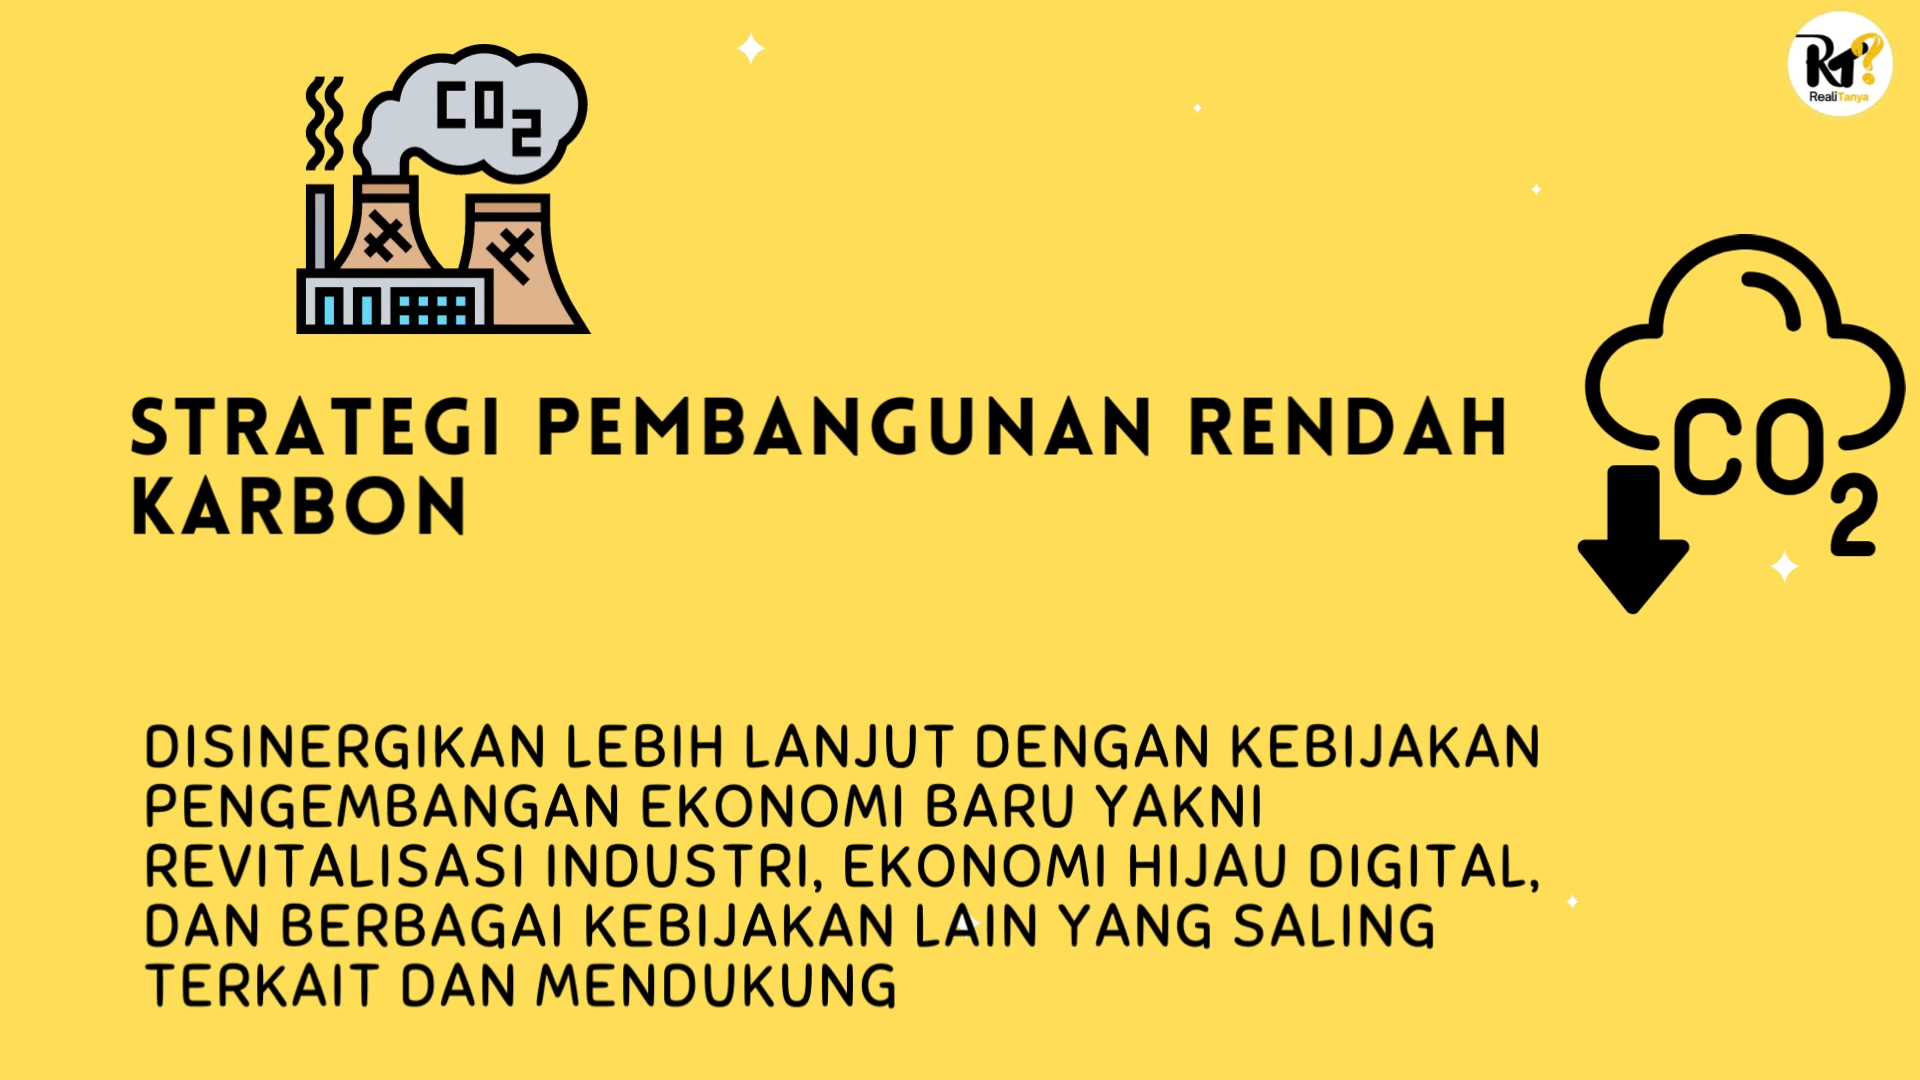 CO2
RT?
RealiTanya
STRATEGI PEMBANGUNAN RENDAH
KARBON
CO2
DISINERGIKAN LEBIH LANJUT DENGAN KEBIJAKAN
PENGEMBANGAN EKONOMI BARU YAKNI
REVITALISASI INDUSTRI, EKONOMI HIJAU DIGITAL,
DAN BERBAGAI KEBIJAKAN LAIN YANG SALING
TERKAIT DAN MENDUKUNG